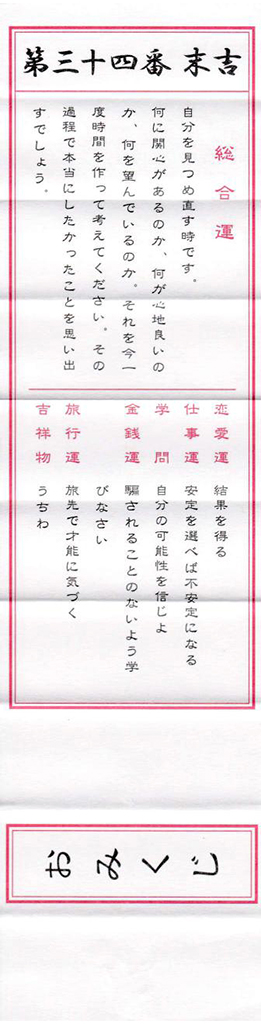 第三十四番 末吉
総合運
自分を見つめ直す時です。
何に関心があるのか、何が心地良いの
か、何を望んでいるのか。それを今一
度時間を作って考えてください。その
過程で本当にしたかったことを思い出
すでしょう。
恋愛運 結果を得る
仕事運 安定を選べば不安定になる
学問 自分の可能性を信じよ
金銭運 騙されることのないよう学
びなさい
旅行運 旅先で才能に気づく
吉祥物 うちわ
おみくじ